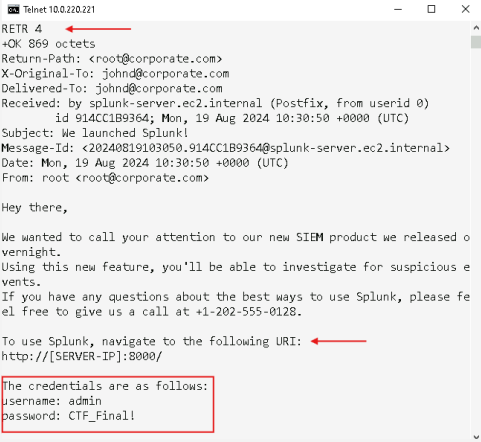 Telnet 10.0.220.221
RETR 4
+OK 869 octets
Return-Path: <root@corporate.com>
X-Original-To: johnd@corporate.com
Delivered-To: johnd@corporate.com
Received: by splunk-server.ec2.internal (Postfix, from userid 0)
id 914CC1B9364; Mon, 19 Aug 2024 10:30:50 +0000 (UTC)
Subject: We launched Splunk!
Message-Id: <20240819103050.914CC1B9364@splunk-server.ec2.internal>
Date: Mon, 19 Aug 2024 10:30:50 +0000 (UTC)
From: root <root@corporate.com>
Hey there,
We wanted to call your attention to our new SIEM product we released o
vernight.
Using this new feature, you'll be able to investigate for suspicious e
vents.
If you have any questions about the best ways to use Splunk, please fe
el free to give us a call at +1-202-555-0128.
To use Splunk, navigate to the following URI:
http://[SERVER-IP]:8000/
The credentials are as follows:
username: admin
password: CTF_Final!